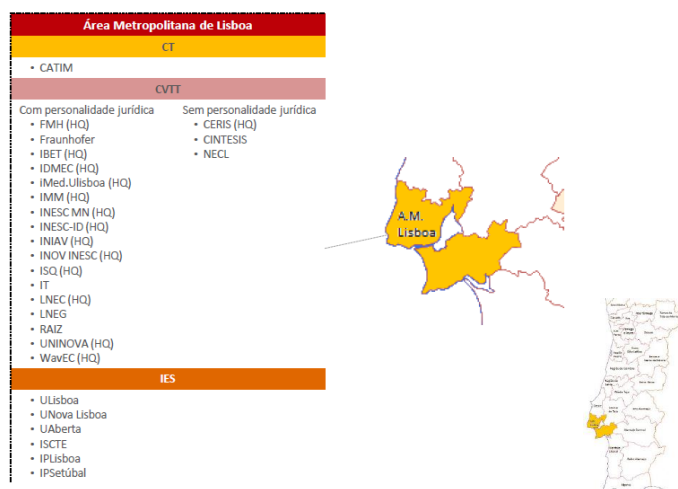 Área Metropolitana de Lisboa
CT
▪ CATIM
CVTT
Com personalidade jurídica
▪ FMH (HQ)
▪ Fraunhofer
▪ IBET (HQ)
▪ IDMEC (HQ)
▪ iMed.Ulisboa (HQ)
▪ IMM (HQ)
▪ INESC MN (HQ)
▪ INESC-ID (HQ)
▪ INIAV (HQ)
▪ INOV INESC (HQ)
▪ ISQ (HQ)
▪ IT
▪ LNEC (HQ)
▪ LNEG
▪ RAIZ
▪ UNINOVA (HQ)
▪ WavEC (HQ)
Sem personalidade jurídica
▪ CERIS (HQ)
▪ CINTESIS
▪ NECL
IES
▪ ULisboa
▪ UNova Lisboa
▪ UAberta
▪ ISCTE
▪ IPLisboa
▪ IPSetúbal
A.M.
Lisboa